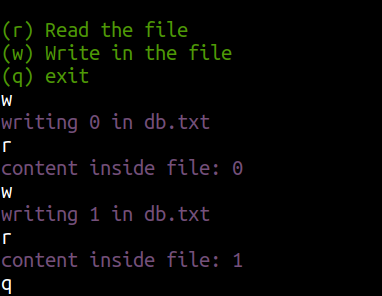 (r) Read the file
(w) Write in the file
(q) exit
w
writing 0 in db.txt
r
content inside file: 0
w
writing 1 in db.txt
r
content inside file: 1
q